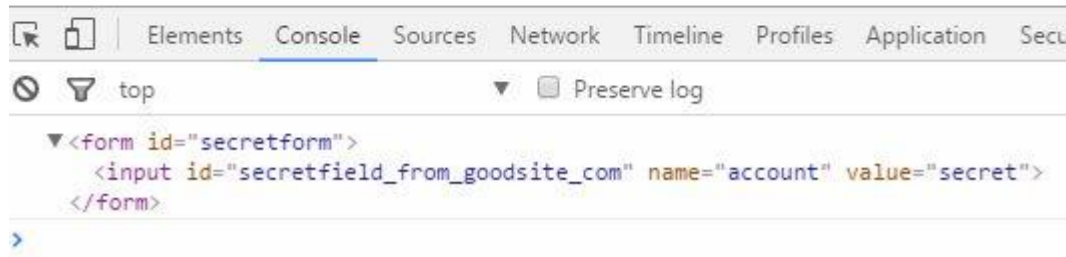 Elements Console Sources Network Timeline Profiles Application Secu
top Preserve log
<form id="secretform">
<input id="secretfield_from_goodsite_com" name="account" value="secret">
</form>